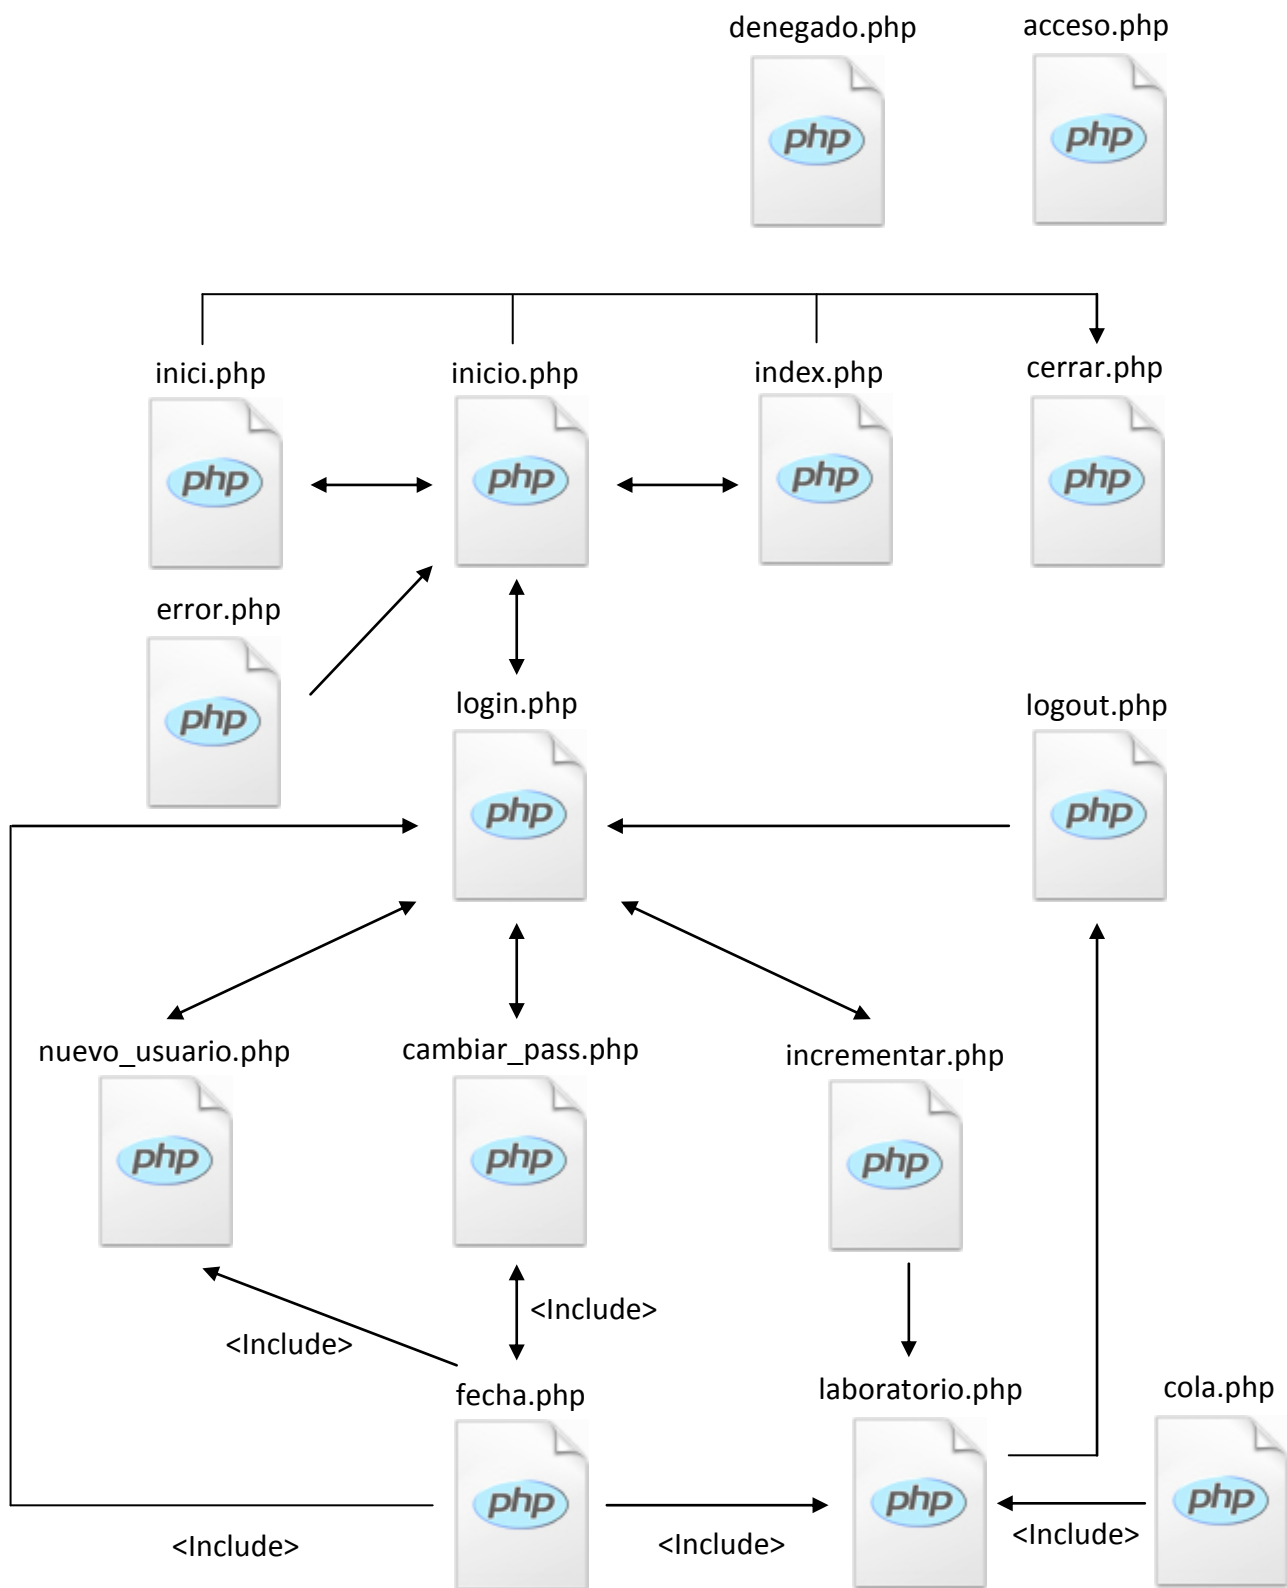 denegado.php
acceso.php
php
php
inici.php
inicio.php
index.php
cerrar.php
php
php
php
php
error.php
php
login.php
logout.php
php
php
nuevo_usuario.php
cambiar_pass.php
incrementar.php
php
php
php
<Include>
<Include>
fecha.php
laboratorio.php
cola.php
php
php
php
<Include>
<Include>
<Include>